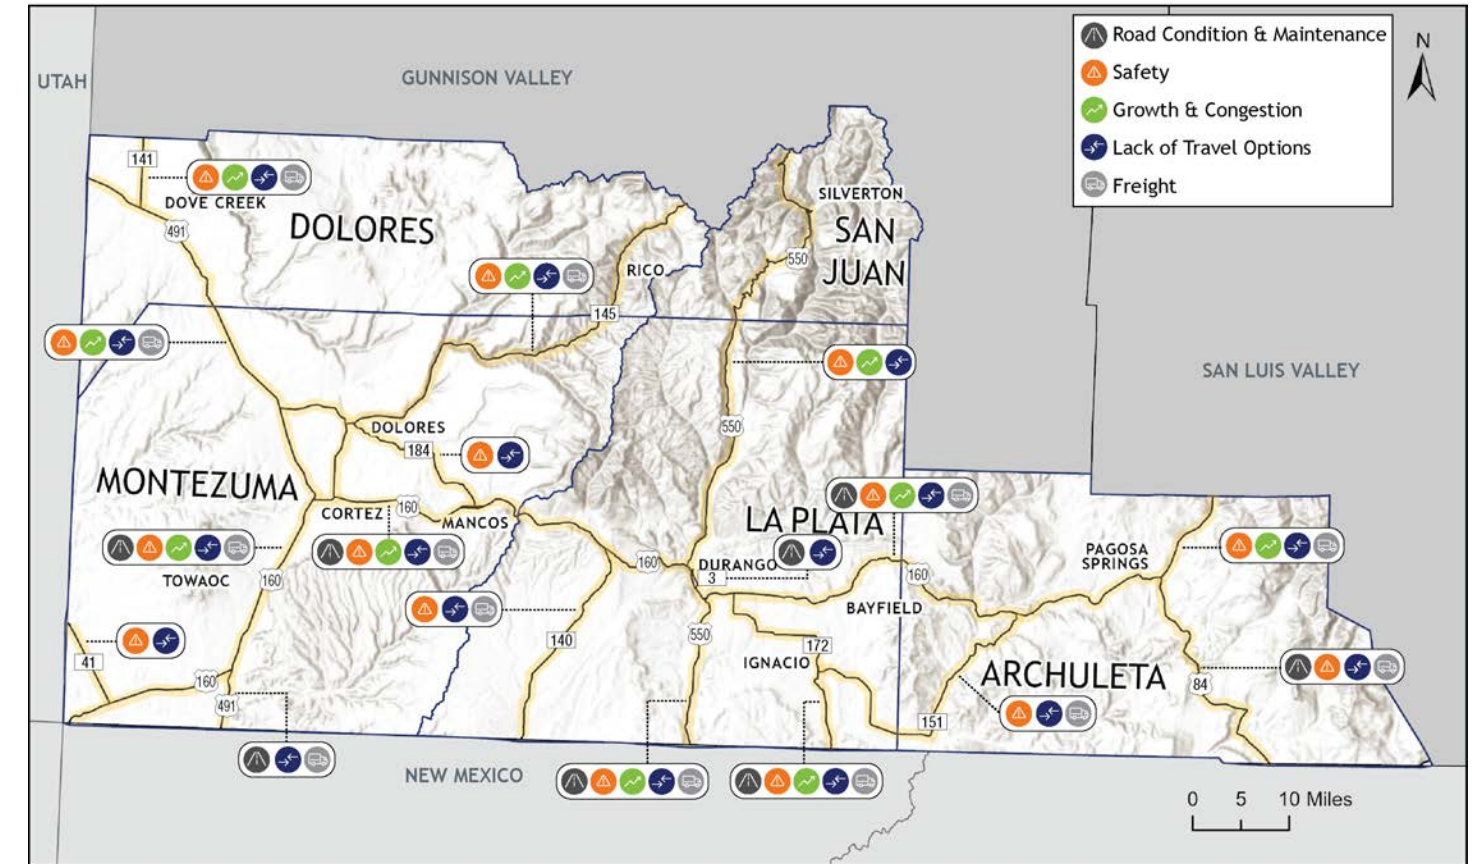 Road Condition & Maintenance
Safety
Growth & Congestion
Lack of Travel Options
Freight
N
UTAH
GUNNISON VALLEY
141
DOVE CREEK
491
DOLORES
SILVERTON
SAN
JUAN
550
RICO
145
SAN LUIS VALLEY
DOLORES
184
550
MONTEZUMA
CORTEZ
160
MANCOS
LA PLATA
TOWAOC
160
160
DURANGO
3
160
PAGOSA
SPRINGS
BAYFIELD
140
550
172
IGNACIO
ARCHULETA
41
160
491
84
151
NEW MEXICO
0 5 10 Miles